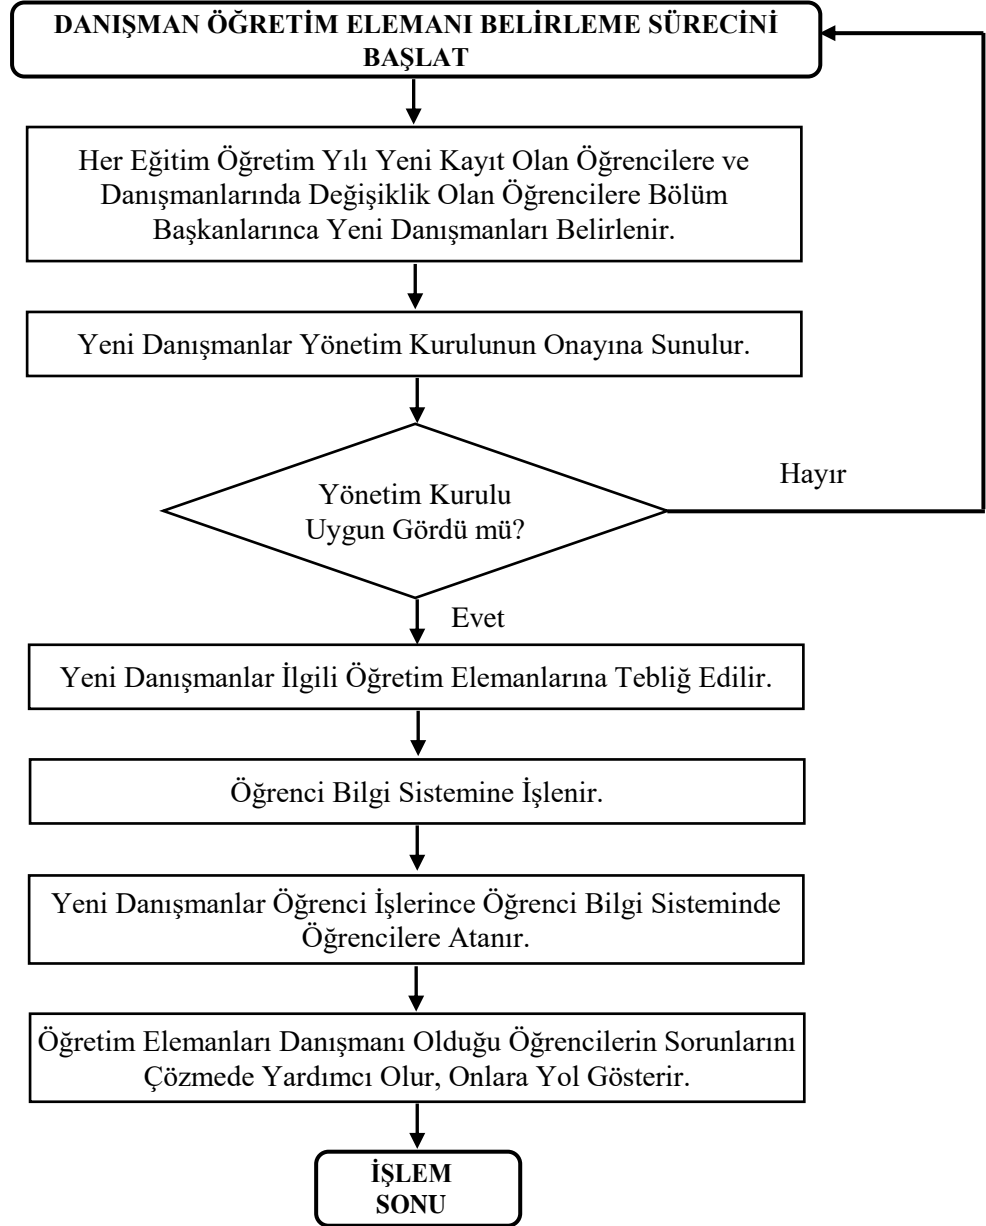 DANIŞMAN ÖĞRETİM ELEMANI BELİRLEME SÜRECİNİ
BAŞLAT
Her Eğitim Öğretim Yılı Yeni Kayıt Olan Öğrencilere ve
Danışmanlarında Değişiklik Olan Öğrencilere Bölüm
Başkanlarınca Yeni Danışmanları Belirlenir.
Yeni Danışmanlar Yönetim Kurulunun Onayına Sunulur.
Yönetim Kurulu
Uygun Gördü mü?
Hayır
Evet
Yeni Danışmanlar İlgili Öğretim Elemanlarına Tebliğ Edilir.
Öğrenci Bilgi Sistemine İşlenir.
Yeni Danışmanlar Öğrenci İşlerince Öğrenci Bilgi Sisteminde
Öğrencilere Atanır.
Öğretim Elemanları Danışmanı Olduğu Öğrencilerin Sorunlarını
Çözmede Yardımcı Olur, Onlara Yol Gösterir.
İŞLEM
SONU